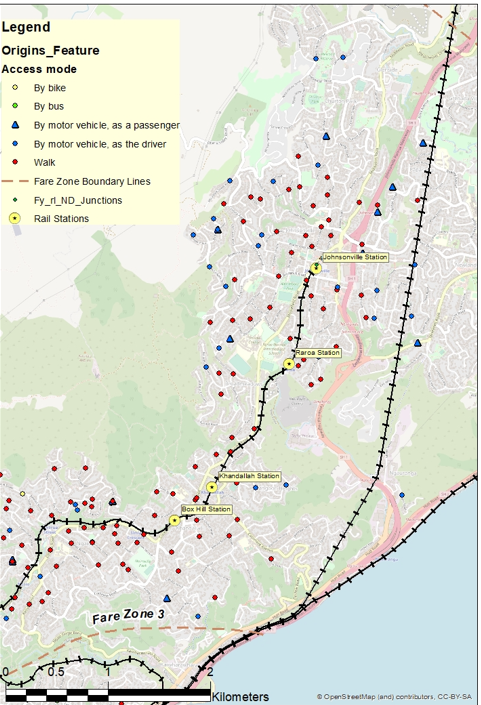 Legend
Origins_Feature
Access mode
By bike
By bus
By motor vehicle, as a passenger
By motor vehicle, as the driver
Walk
Fare Zone Boundary Lines
Fy_rl_ND_Junctions
Rail Stations
Johnsonville Station
Raroa Station
Khandallah Station
Box Hill Station
Fare Zone 3
0 1 2
Kilometers
© OpenStreetMap (and) contributors, CC-BY-SA